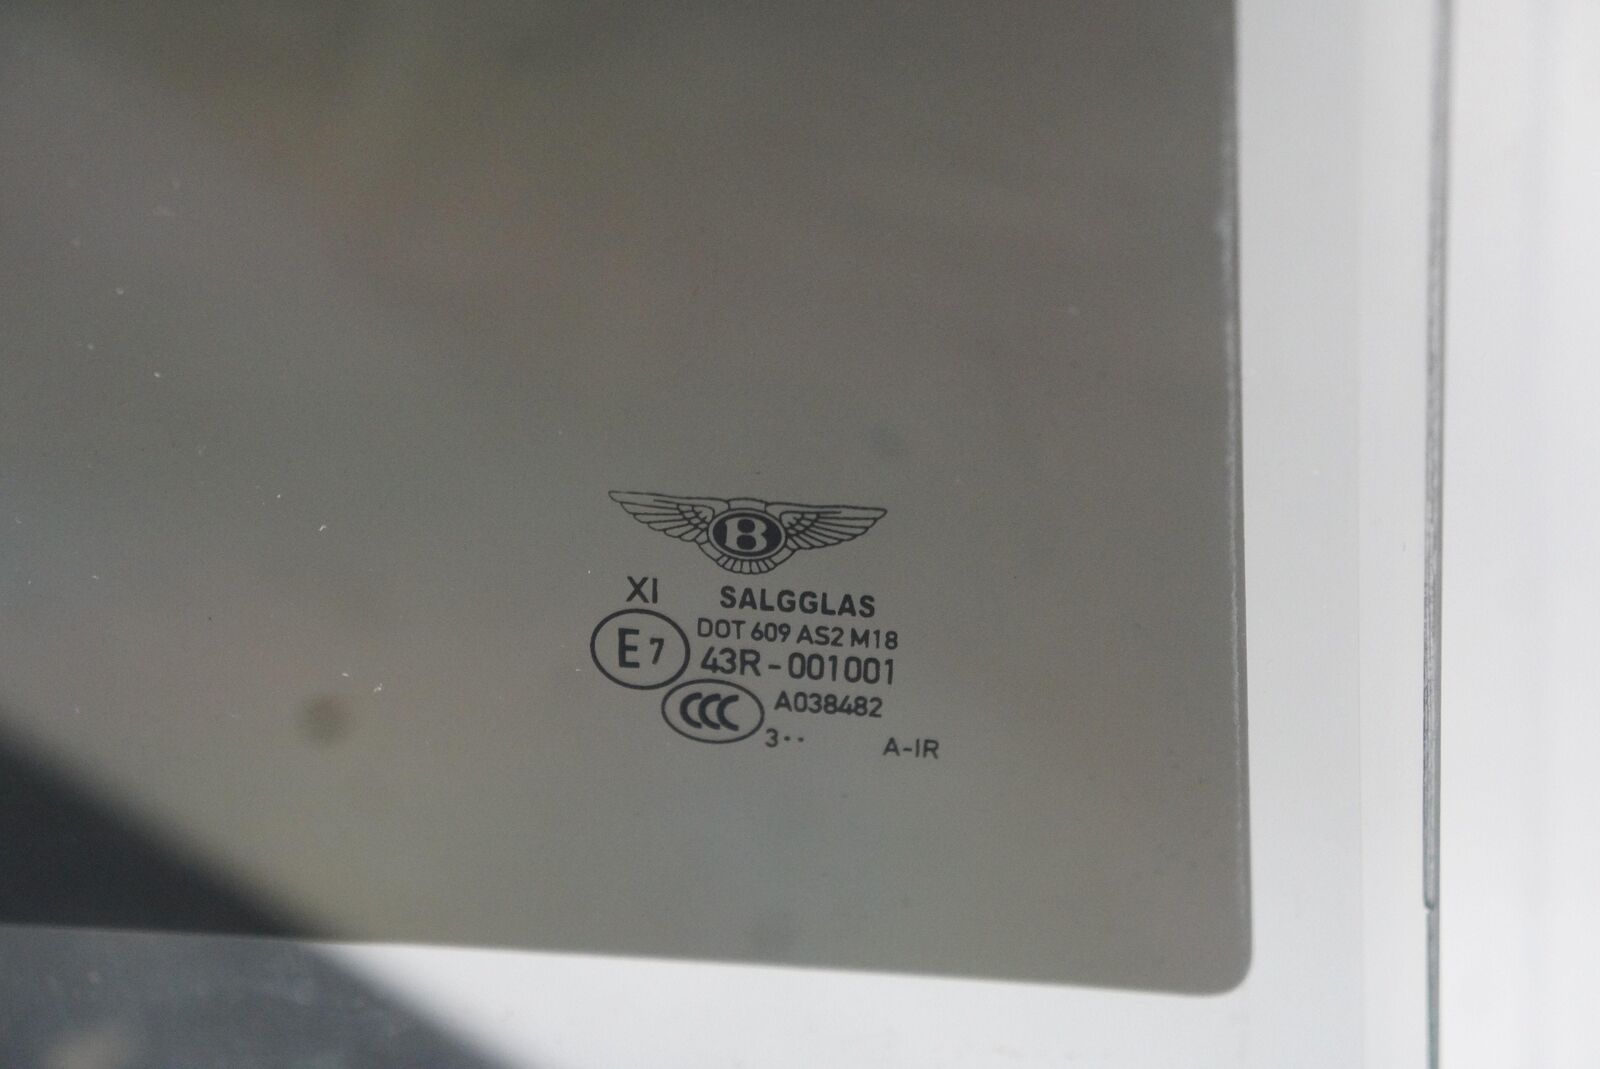 B
XI SALGGLAS
DOT 609 AS2 M18
E7 43R-001001
CCC A038482
3·· A-IR